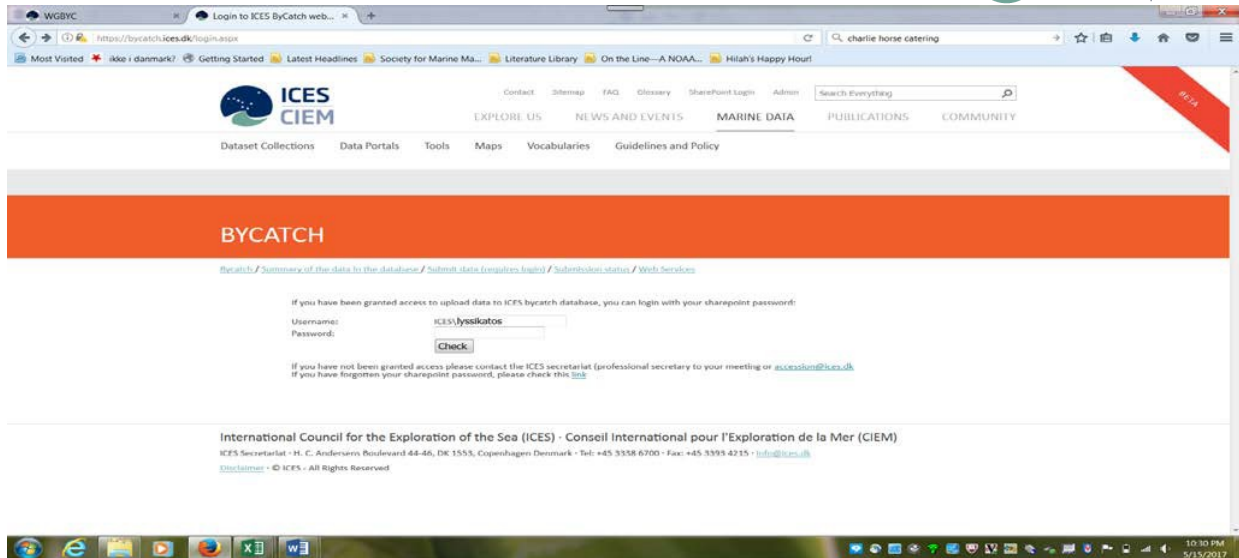 WGBYC
Login to ICES ByCatch web...
https://bycatch.ices.dk/login.aspx
charlie horse catering
Most Visited ikke i danmark? Getting Started Latest Headlines Society for Marine Ma... Literature Library On the Line—A NOAA... Hilah's Happy Hour!
ICES
CIEM
Contact Sitemap FAQ Glossary SharePoint Login Admin Search Everything
BETA
EXPLORE US NEWS AND EVENTS MARINE DATA PUBLICATIONS COMMUNITY
Dataset Collections Data Portals Tools Maps Vocabularies Guidelines and Policy
BYCATCH
Bycatch / Summary of the data in the database / Submit data (requires login) / Submission status / Web Services
If you have been granted access to upload data to ICES bycatch database, you can login with your sharepoint password:
Username: ICES\lyssikatos
Password:
Check
If you have not been granted access please contact the ICES secretariat (professional secretary to your meeting or accession@ices.dk
If you have forgotten your sharepoint password, please check this link
International Council for the Exploration of the Sea (ICES) · Conseil International pour l'Exploration de la Mer (CIEM)
ICES Secretariat · H. C. Andersens Boulevard 44-46, DK 1553, Copenhagen Denmark · Tel: +45 3338 6700 · Fax: +45 3393 4215 · info@ices.dk
Disclaimer · © ICES - All Rights Reserved
10:30 PM
5/15/2017